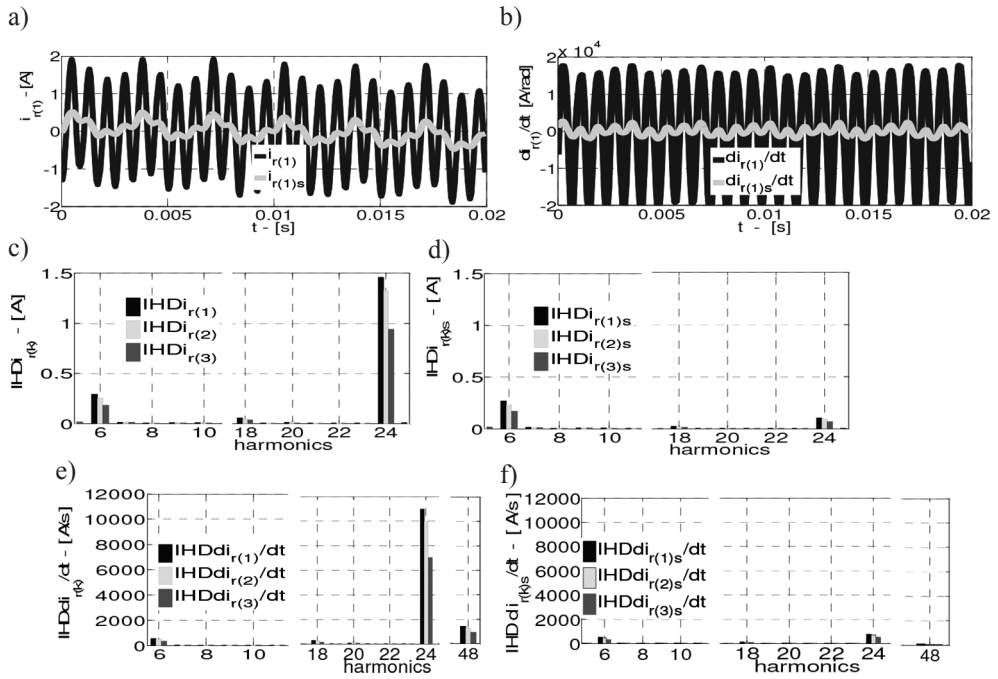 a)
i r(1) - [A]
2
1
0
-1
-2
i r(1)
i r(1)s
0 0.005 0.01 0.015 0.02
t - [s]
b)
x 10^4
di r(1)/dt [A/rad]
2
1
0
-1
-2
di r(1)/dt
di r(1)s/dt
0 0.005 0.01 0.015 0.02
t - [s]
c)
IHDi r(k) - [A]
1.5
1
0.5
0
IHDi r(1)
IHDi r(2)
IHDi r(3)
6 8 10 18 20 22 24
harmonics
d)
IHDi r(k)s - [A]
1.5
1
0.5
0
IHDi r(1)s
IHDi r(2)s
IHDi r(3)s
6 8 10 18 20 22 24
harmonics
e)
IHDdi r(k) /dt - [A/s]
12000
10000
8000
6000
4000
2000
0
IHDdi r(1)/dt
IHDdi r(2)/dt
IHDdi r(3)/dt
6 8 10 18 20 22 24 48
harmonics
f)
IHDdi r(k)s/dt - [A/s]
12000
10000
8000
6000
4000
2000
0
IHDdi r(1)s/dt
IHDdi r(2)s/dt
IHDdi r(3)s/dt
6 8 10 18 20 22 24 48
harmonics